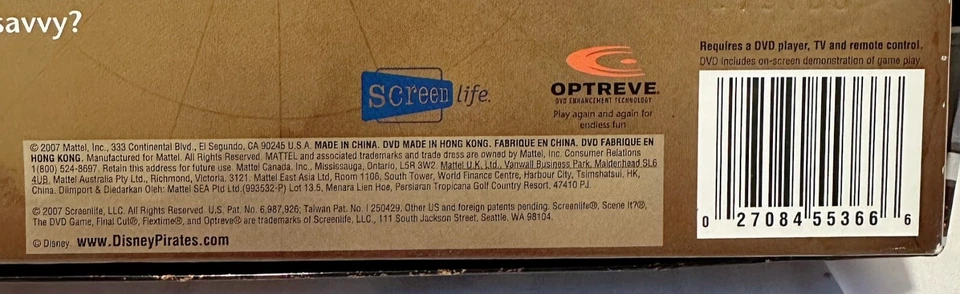 savvy?
Requires a DVD player, TV and remote control.
DVD includes on-screen demonstration of game play.
screen life.
OPTREVE.
DVD ENHANCEMENT TECHNOLOGY
Play again and again for
endless fun
© 2007 Mattel, Inc., 333 Continental Blvd., El Segundo, CA 90245 U.S.A. MADE IN CHINA. DVD MADE IN HONG KONG. FABRIQUÉ EN CHINA. DVD FABRIQUÉ EN
HONG KONG. Manufactured for Mattel. All Rights Reserved. MATTEL and associated trademarks and trade dress are owned by Mattel, Inc. Consumer Relations
1(800) 524-8697. Retain this address for future use. Mattel Canada, Inc., Mississauga, Ontario, L5R 3W2. Mattel U.K. Ltd., Vanwall Business Park, Maidenhead SL6
4UB. Mattel Australia Pty Ltd., Richmond, Victoria. 3121. Mattel East Asia Ltd, Room 1106, South Tower, World Finance Centre, Harbour City, Tsimshatsui, HK,
China. Diimport & Diedarkan Oleh: Mattel SEA Ptd Ltd.(993532-P) Lot 13.5, Menara Lien Hoe, Persiaran Tropicana Golf Country Resort, 47410 PJ.
© 2007 Screenlife, LLC. All Rights Reserved. U.S. Pat. No. 6,987,926; Taiwan Pat. No. I 250429. Other US and foreign patents pending. Screenlife®, Scene It?®,
The DVD Game, Final Cut®, Flextime®, and Optreve® are trademarks of Screenlife, LLC., 111 South Jackson Street, Seattle, WA 98104.
© Disney www.DisneyPirates.com
0 27084 55366 6